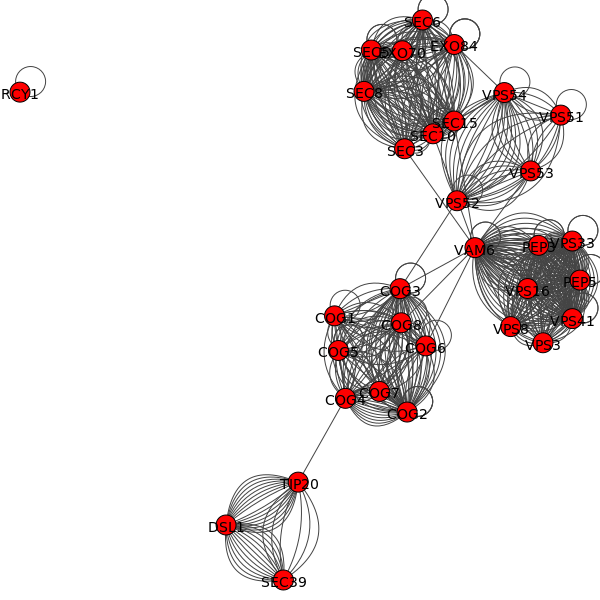 SEC6
SEC5
EXO70
EXO84
RCY1
SEC8
VPS54
VPS51
SEC15
SEC10
SEC3
VPS53
VPS52
VAM6
PEP3
VPS33
PEP5
COG3
VPS16
COG1
COG8
VPS8
VPS41
COG5
COG6
VPS3
COG4
COG7
COG2
TIP20
DSL1
SEC39